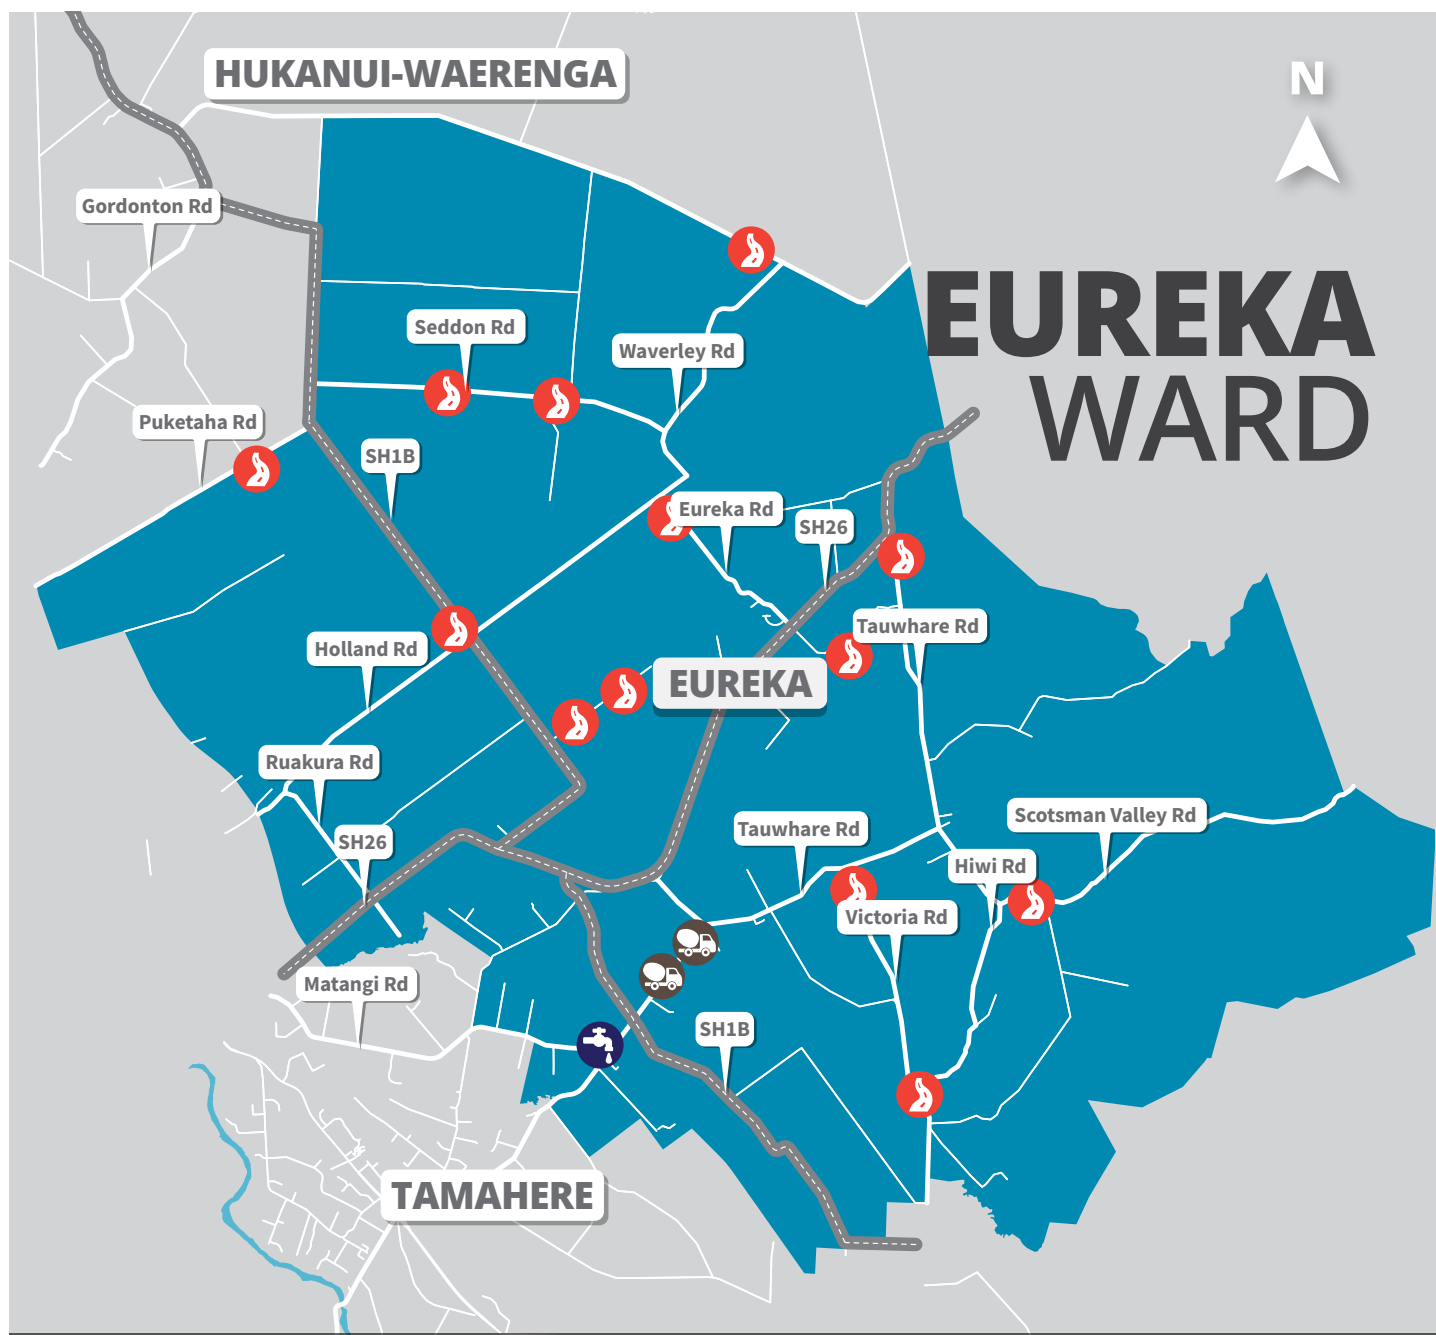 HUKANUI-WAERENGA
N
Gordonton Rd
EUREKA
WARD
Seddon Rd
Waverley Rd
Puketaha Rd
SH1B
Eureka Rd
SH26
Tauwhare Rd
Holland Rd
EUREKA
Ruakura Rd
Scotsman Valley Rd
Tauwhare Rd
SH26
Hiwi Rd
Victoria Rd
Matangi Rd
SH1B
TAMAHERE